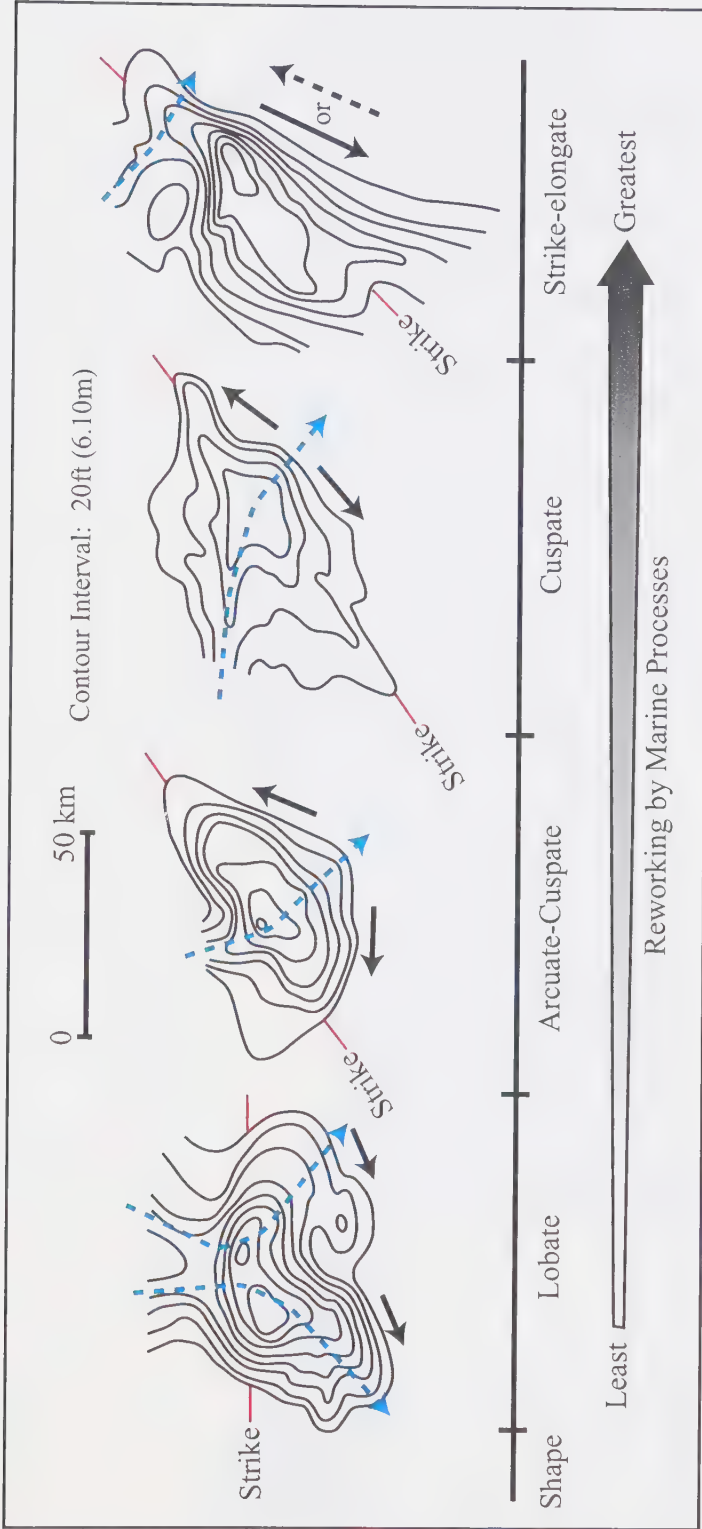 0 50 km
Contour Interval: 20ft (6.10m)
Strike
Strike
Strike
Strike
or
Shape Lobate Arcuate-Cuspate Cuspate Strike-elongate
Least Greatest
Reworking by Marine Processes